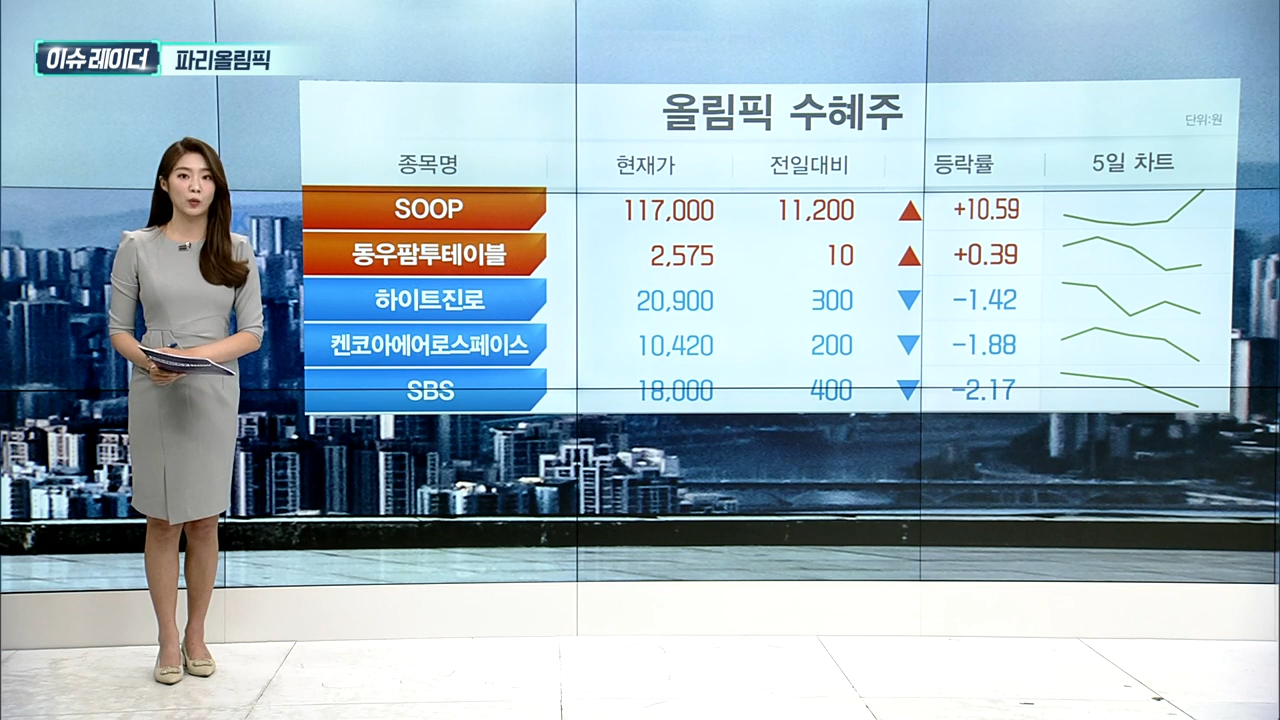 이슈 레이더 파리올림픽
올림픽 수혜주
단위:원
종목명 현재가 전일대비 등락률 5일 차트
SOOP 117,000 11,200 ▲ +10.59
동우팜투테이블 2,575 10 ▲ +0.39
하이트진로 20,900 300 ▼ -1.42
켄코아에어로스페이스 10,420 200 ▼ -1.88
SBS 18,000 400 ▼ -2.17